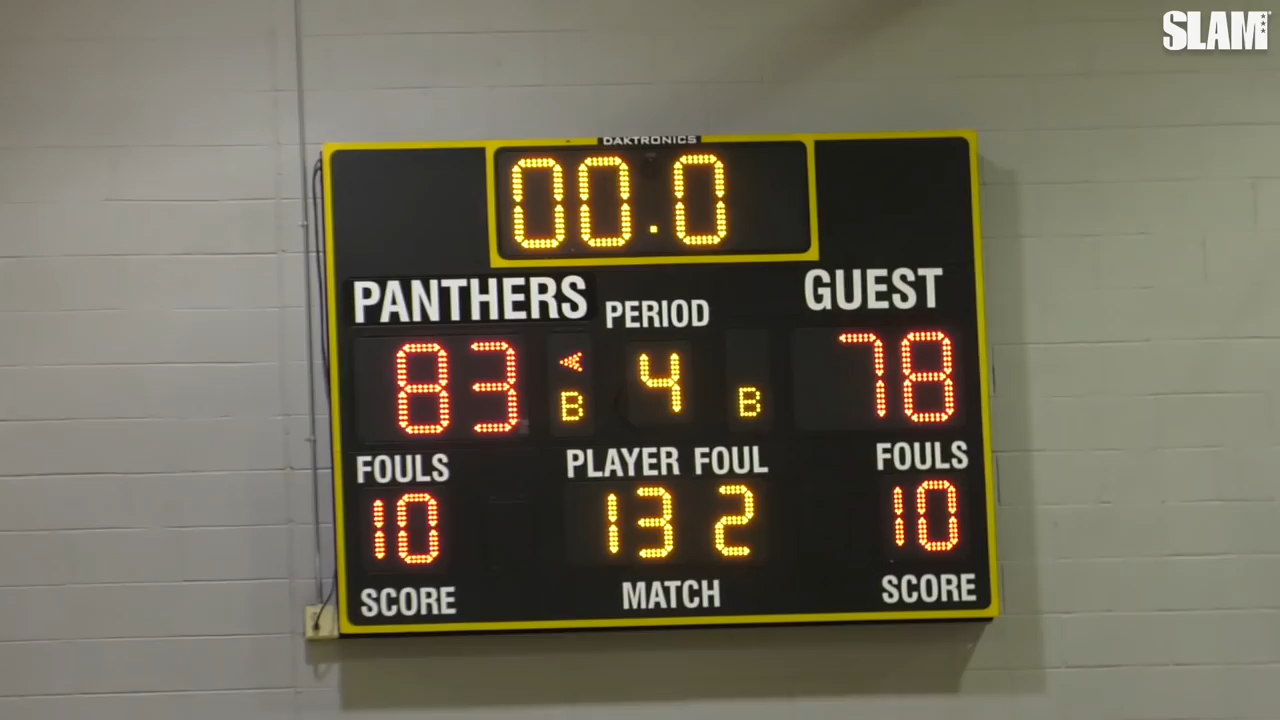 SLAM
DAKTRONICS
00.0
PANTHERS PERIOD GUEST
83 B 4 B 78
FOULS PLAYER FOUL FOULS
10 13 2 10
SCORE MATCH SCORE